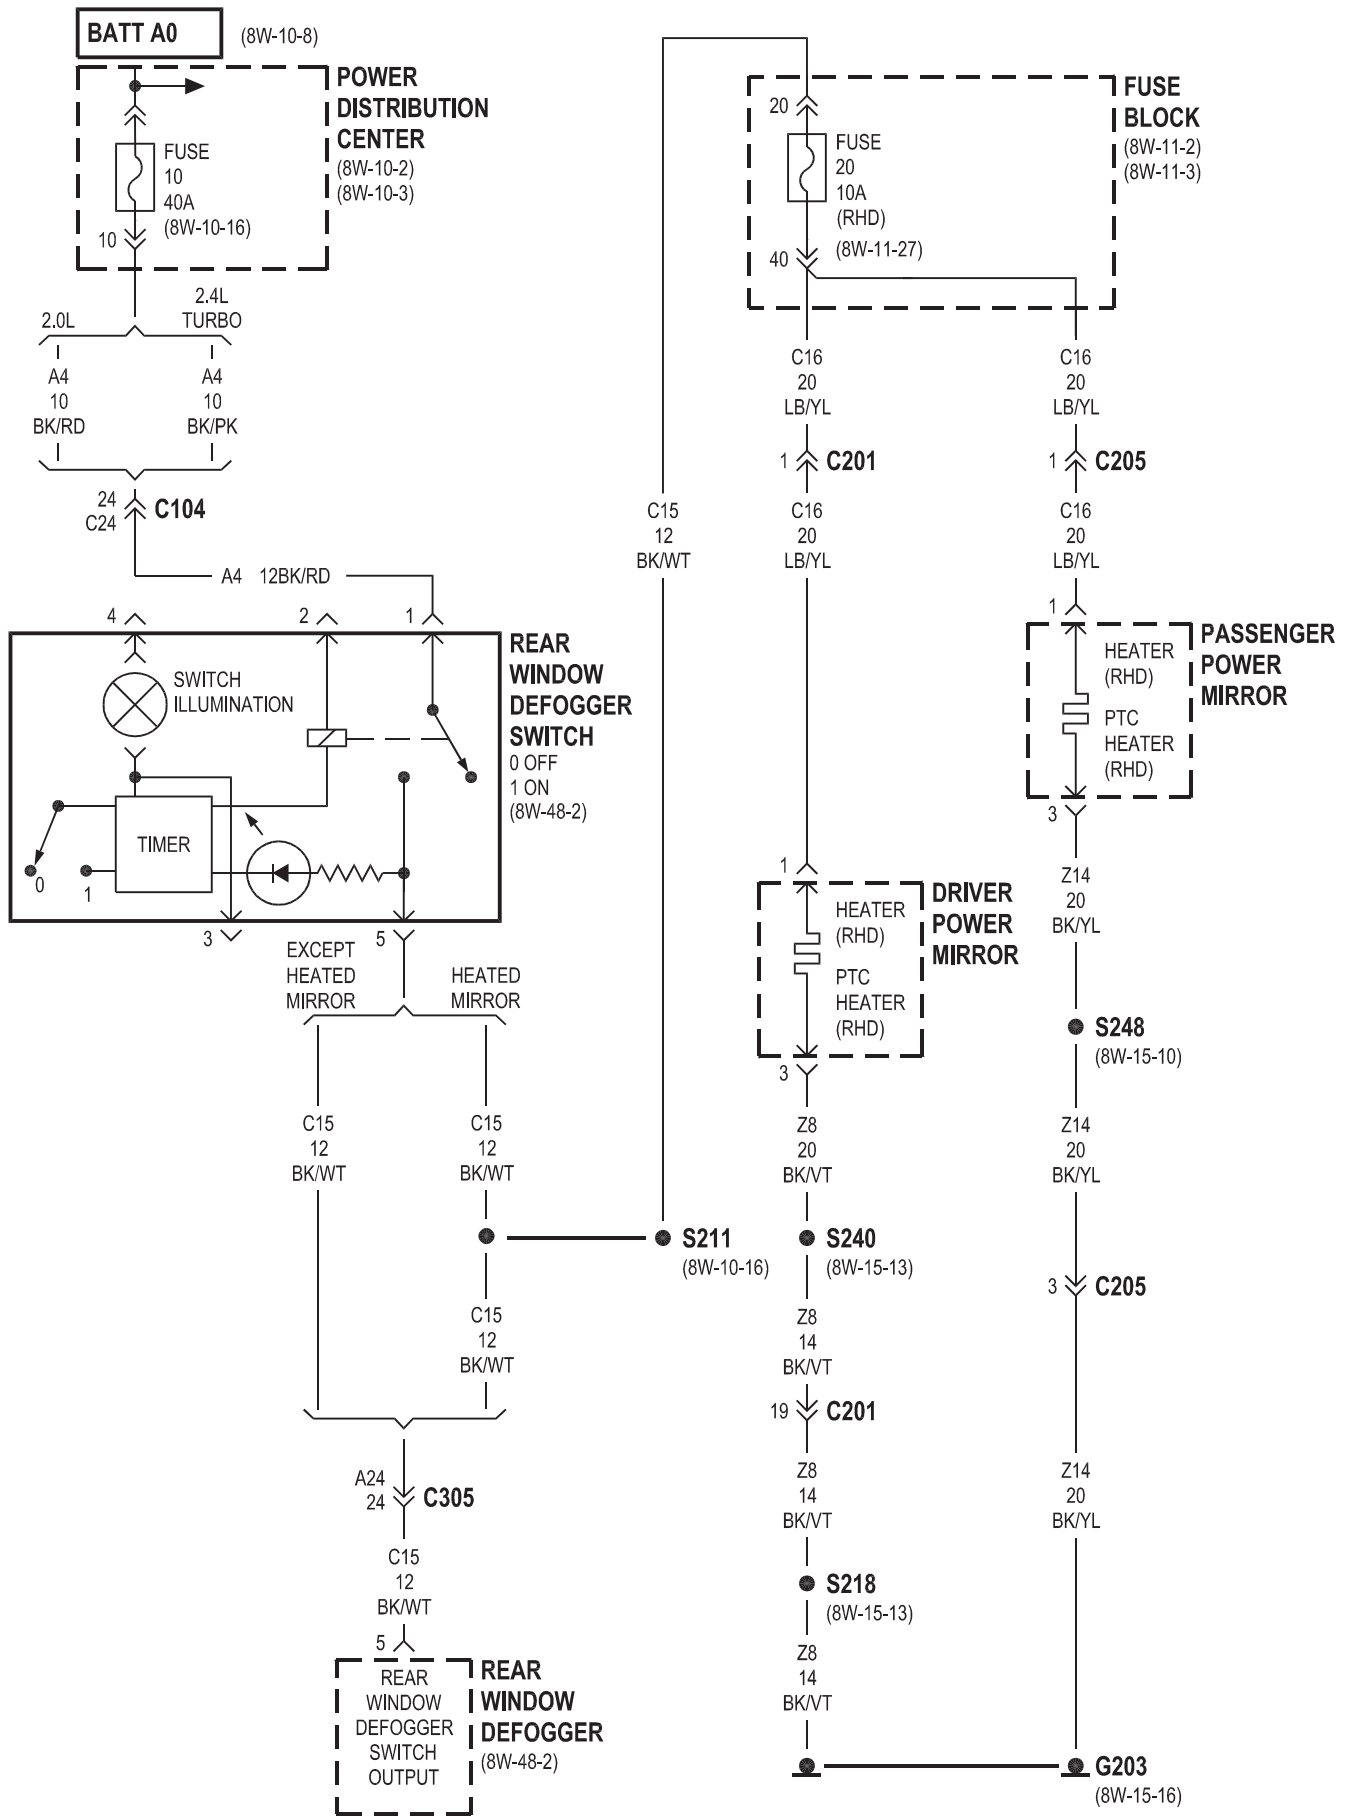 BATT A0
(8W-10-8)
POWER
DISTRIBUTION
CENTER
(8W-10-2)
(8W-10-3)
FUSE
10
40A
(8W-10-16)
10
2.0L
2.4L
TURBO
A4
10
BK/RD
A4
10
BK/PK
24
C24
C104
A4 12BK/RD
4
2
1
REAR
WINDOW
DEFOGGER
SWITCH
0 OFF
1 ON
(8W-48-2)
SWITCH
ILLUMINATION
TIMER
0
1
3
5
EXCEPT
HEATED
MIRROR
HEATED
MIRROR
C15
12
BK/WT
C15
12
BK/WT
S211
(8W-10-16)
C15
12
BK/WT
A24
24
C305
C15
12
BK/WT
5
REAR
WINDOW
DEFOGGER
SWITCH
OUTPUT
REAR
WINDOW
DEFOGGER
(8W-48-2)
C15
12
BK/WT
FUSE
BLOCK
(8W-11-2)
(8W-11-3)
20
FUSE
20
10A
(RHD)
(8W-11-27)
40
C16
20
LB/YL
C16
20
LB/YL
1
C201
1
C205
C16
20
LB/YL
C16
20
LB/YL
1
PASSENGER
POWER
MIRROR
HEATER
(RHD)
PTC
HEATER
(RHD)
3
1
DRIVER
POWER
MIRROR
HEATER
(RHD)
PTC
HEATER
(RHD)
3
Z14
20
BK/YL
S248
(8W-15-10)
Z8
20
BK/VT
Z14
20
BK/YL
S240
(8W-15-13)
3
C205
Z8
14
BK/VT
19
C201
Z8
14
BK/VT
Z14
20
BK/YL
S218
(8W-15-13)
Z8
14
BK/VT
G203
(8W-15-16)